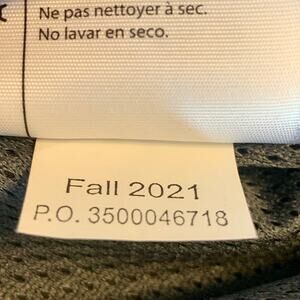 Ne pas nettoyer à sec.
No lavar en seco.
Fall 2021
P.O. 3500046718